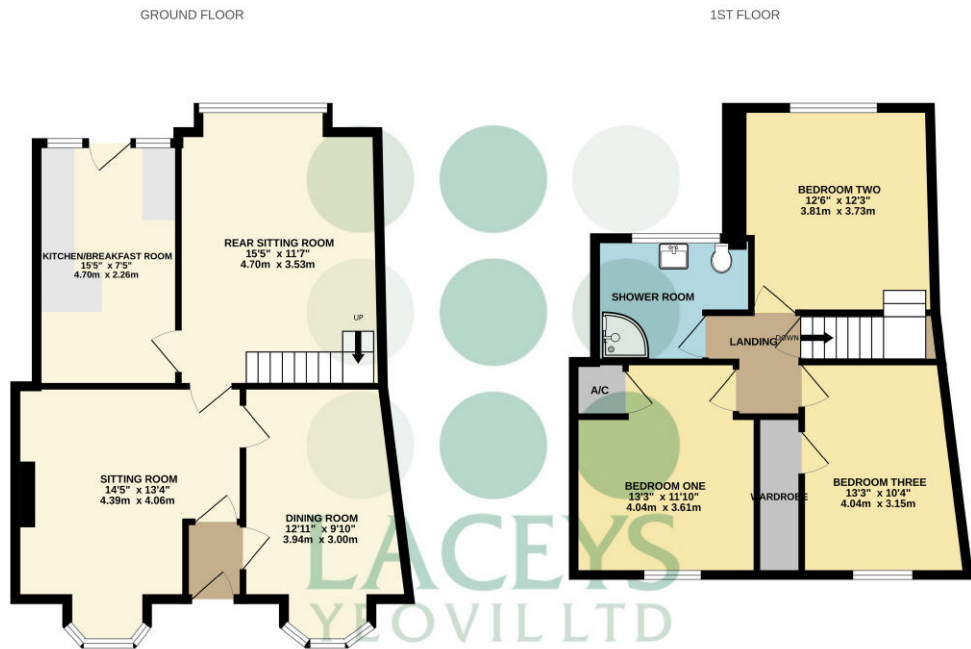 GROUND FLOOR
1ST FLOOR
KITCHEN/BREAKFAST ROOM
15'5" x 7'5"
4.70m x 2.26m
REAR SITTING ROOM
15'5" x 11'7"
4.70m x 3.53m
UP
SITTING ROOM
14'5" x 13'4"
4.39m x 4.06m
DINING ROOM
12'11" x 9'10"
3.94m x 3.00m
BEDROOM TWO
12'6" x 12'3"
3.81m x 3.73m
SHOWER ROOM
LANDING
DOWN
A/C
BEDROOM ONE
13'3" x 11'10"
4.04m x 3.61m
WARDROBE
BEDROOM THREE
13'3" x 10'4"
4.04m x 3.15m
LACEYS
YEOVIL LTD